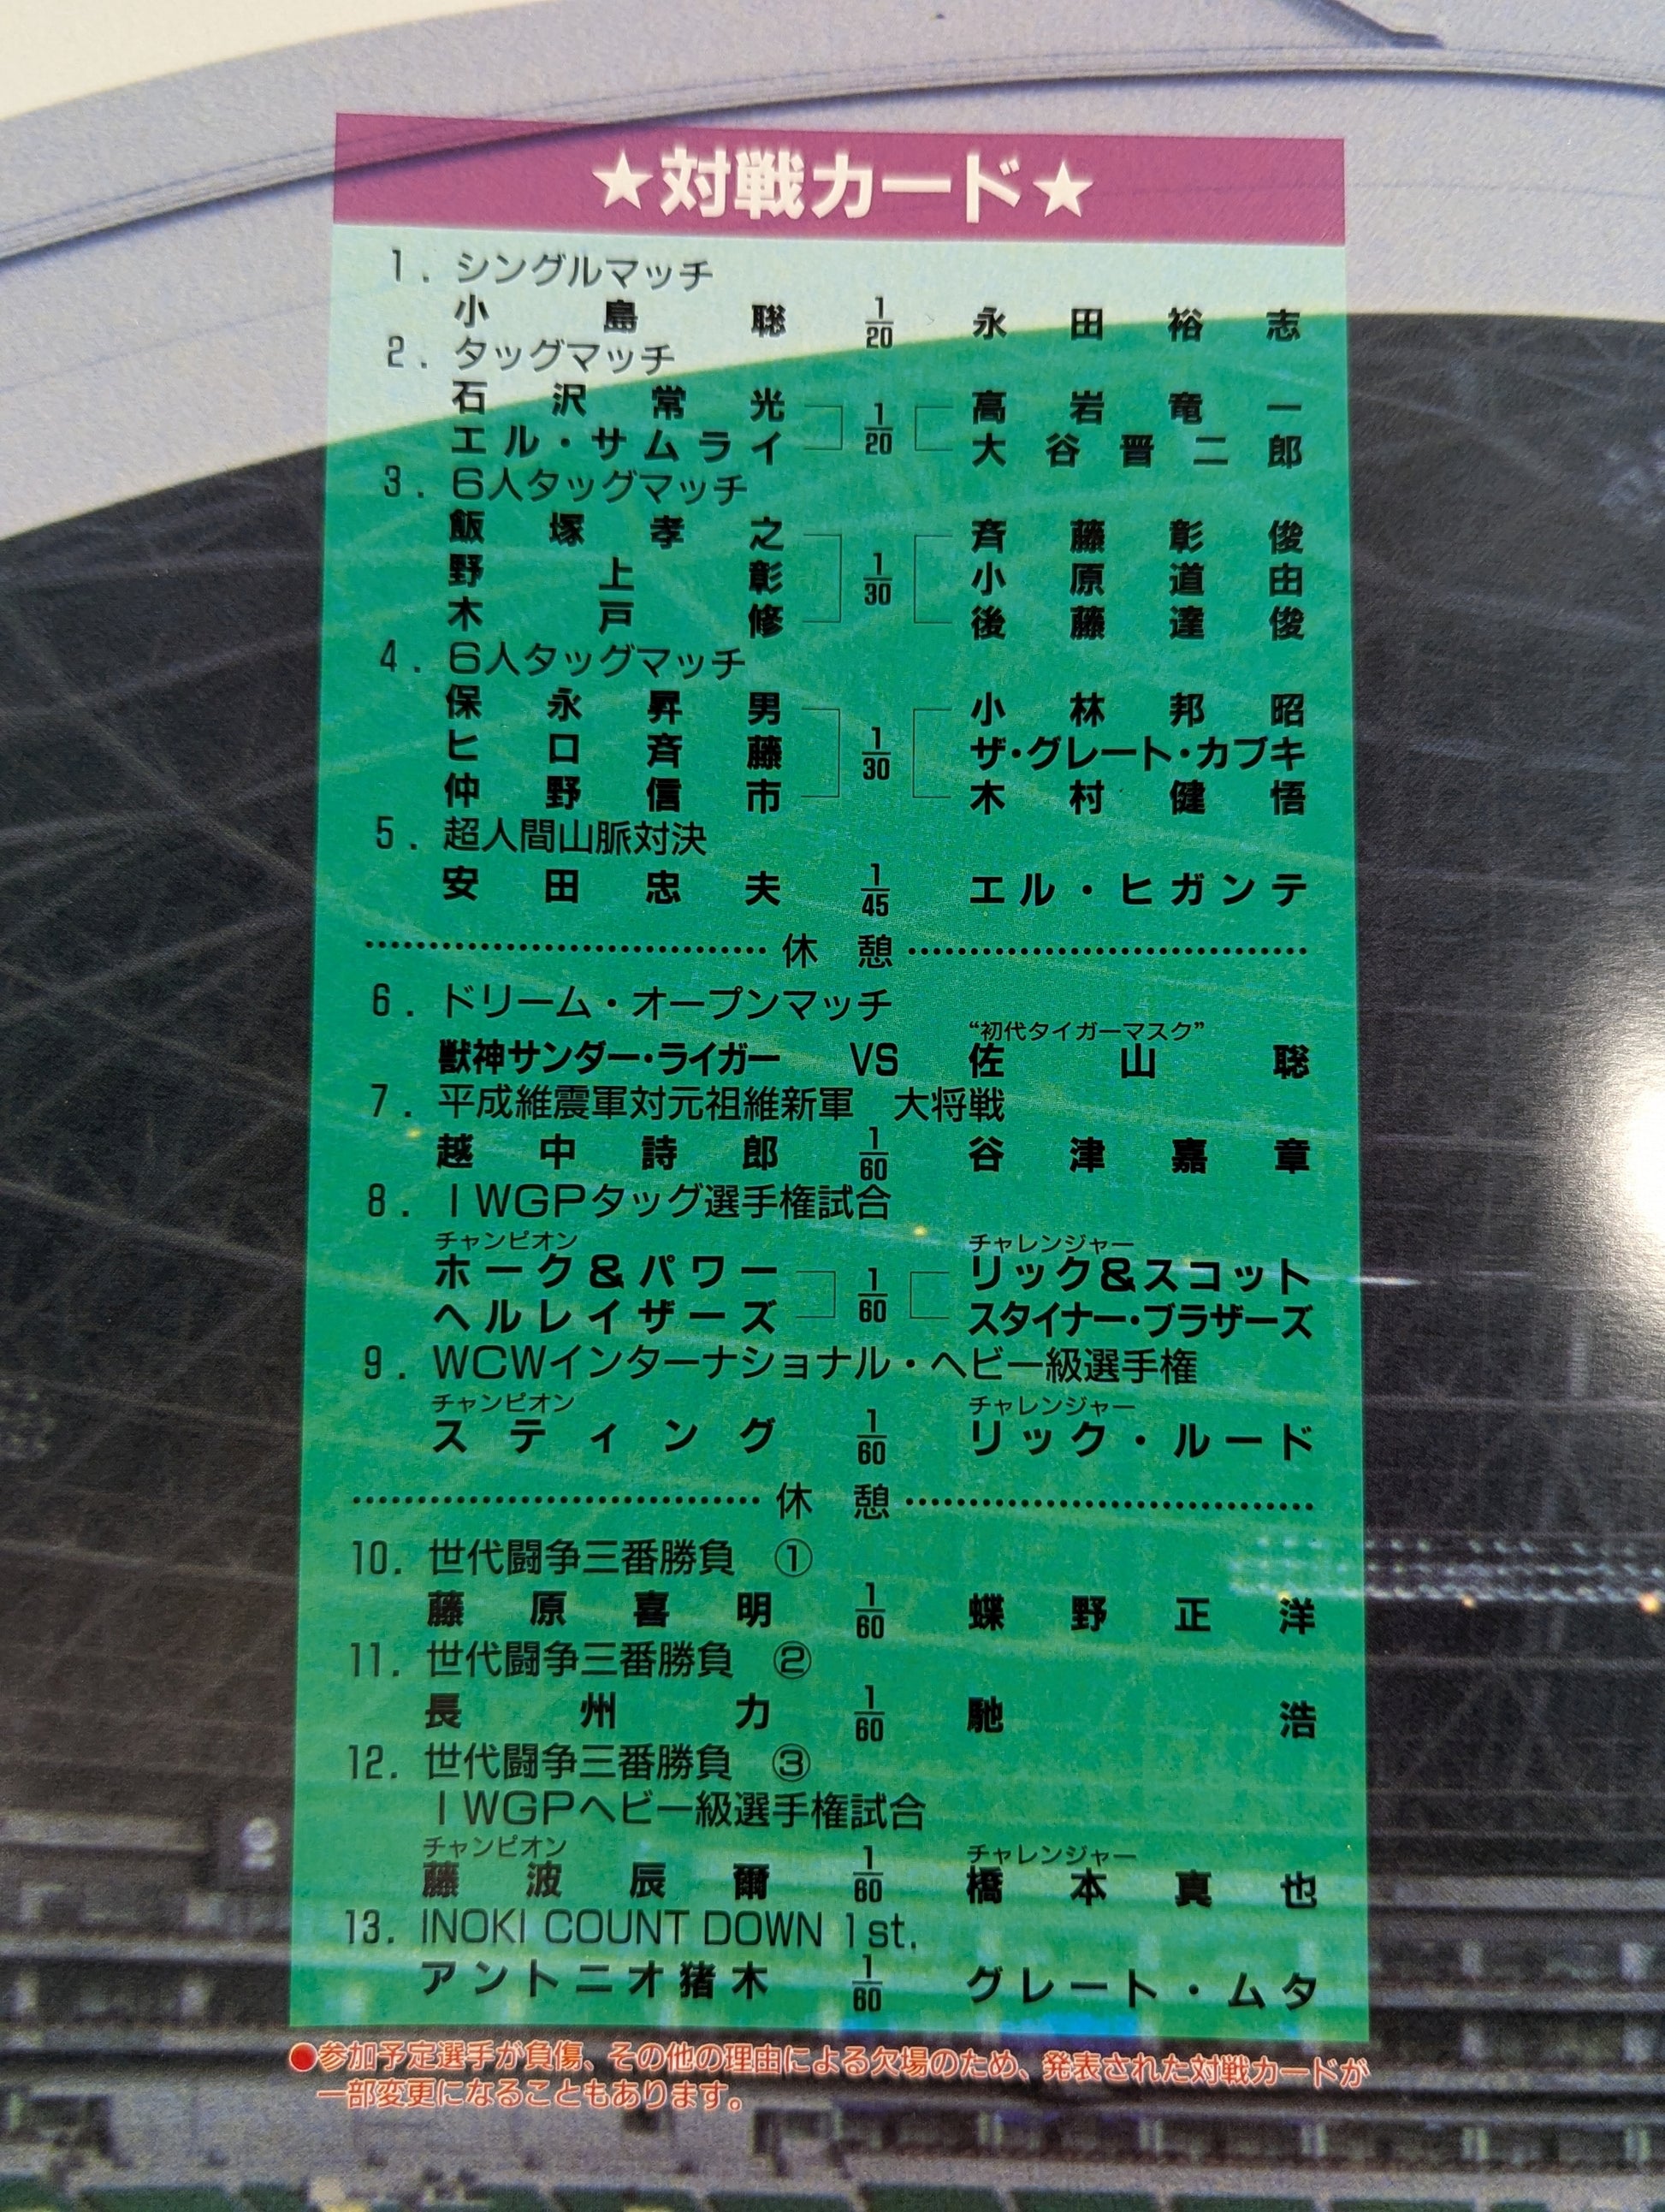 ★対戦カード★
1. シングルマッチ
小島聡 1/20 永田裕志
2. タッグマッチ
石沢常光 1/20 高岩竜一
エル・サムライ 大谷晋二郎
3. 6人タッグマッチ
飯塚孝之 斉藤彰俊
野上彰 1/30 小原道由
木戸修 後藤達俊
4. 6人タッグマッチ
保永昇男 小林邦昭
ヒロ斉藤 1/30 ザ・グレート・カブキ
仲野信市 木村健悟
5. 超人間山脈対決
安田忠夫 1/45 エル・ヒガンテ
休憩
6. ドリーム・オープンマッチ
“初代タイガーマスク”
獣神サンダー・ライガー VS 佐山聡
7. 平成維震軍対元祖維新軍 大将戦
越中詩郎 1/60 谷津嘉章
8. IWGPタッグ選手権試合
チャンピオン チャレンジャー
ホーク&パワー 1/60 リック&スコット
ヘルレイザーズ スタイナー・ブラザーズ
9. WCWインターナショナル・ヘビー級選手権
チャンピオン チャレンジャー
スティング 1/60 リック・ルード
休憩
10. 世代闘争三番勝負 ①
藤原喜明 1/60 蝶野正洋
11. 世代闘争三番勝負 ②
長州力 1/60 馳浩
12. 世代闘争三番勝負 ③
IWGPヘビー級選手権試合
チャンピオン チャレンジャー
藤波辰爾 1/60 橋本真也
13. INOKI COUNT DOWN 1st.
アントニオ猪木 1/60 グレート・ムタ
●参加予定選手が負傷、その他の理由による欠場のため、発表された対戦カードが
一部変更になることもあります。